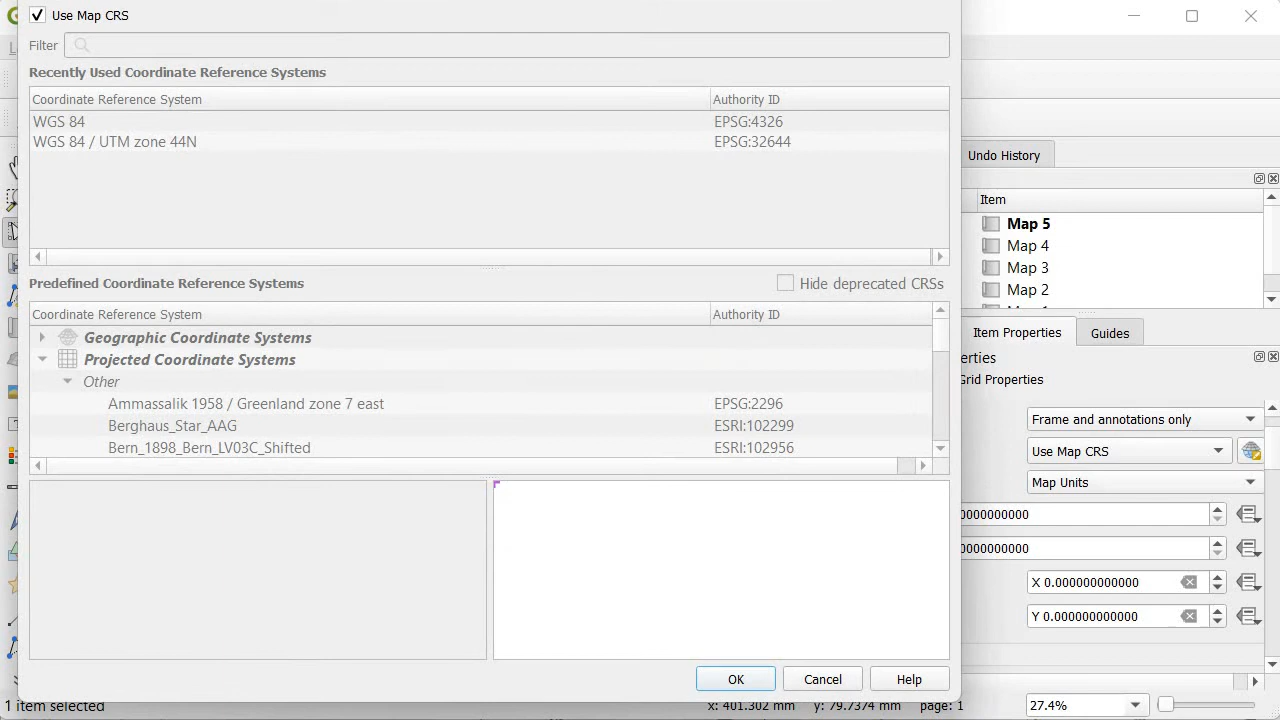 Use Map CRS
Filter
Recently Used Coordinate Reference Systems
Coordinate Reference System Authority ID
WGS 84 EPSG:4326
WGS 84 / UTM zone 44N EPSG:32644
Predefined Coordinate Reference Systems Hide deprecated CRSs
Coordinate Reference System Authority ID
Geographic Coordinate Systems
Projected Coordinate Systems
Other
Ammassalik 1958 / Greenland zone 7 east EPSG:2296
Berghaus_Star_AAG ESRI:102299
Bern_1898_Bern_LV03C_Shifted ESRI:102956
OK Cancel Help
Undo History
Item
Map 5
Map 4
Map 3
Map 2
Item Properties Guides
erties
Grid Properties
Frame and annotations only
Use Map CRS
Map Units
0000000000
0000000000
X 0.000000000000
Y 0.000000000000
1 item selected x: 401.302 mm y: 79.7374 mm page: 1 27.4%